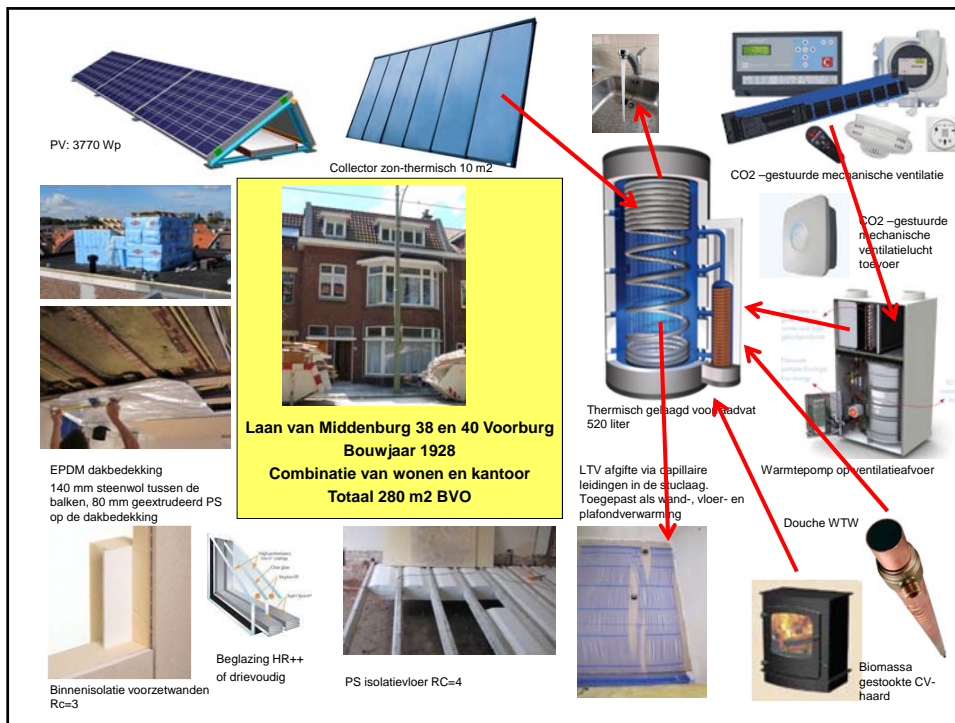 PV: 3770 Wp
Collector zon-thermisch 10 m2
CO2 –gestuurde mechanische ventilatie
CO2 –gestuurde
mechanische
ventilatielucht
toevoer
Laan van Middenburg 38 en 40 Voorburg
Bouwjaar 1928
Combinatie van wonen en kantoor
Totaal 280 m2 BVO
Thermisch gelaagd voorraadvat
520 liter
EPDM dakbedekking
140 mm steenwol tussen de
balken, 80 mm geextrudeerd PS
op de dakbedekking
LTV afgifte via capillaire
leidingen in de stuclaag.
Toegepast als wand-, vloer- en
plafondverwarming
Warmtepomp op ventilatieafvoer
Douche WTW
Clear glass
Beglazing HR++
of drievoudig
PS isolatievloer RC=4
Binnenisolatie voorzetwanden
Rc=3
Biomassa
gestookte CV-
haard